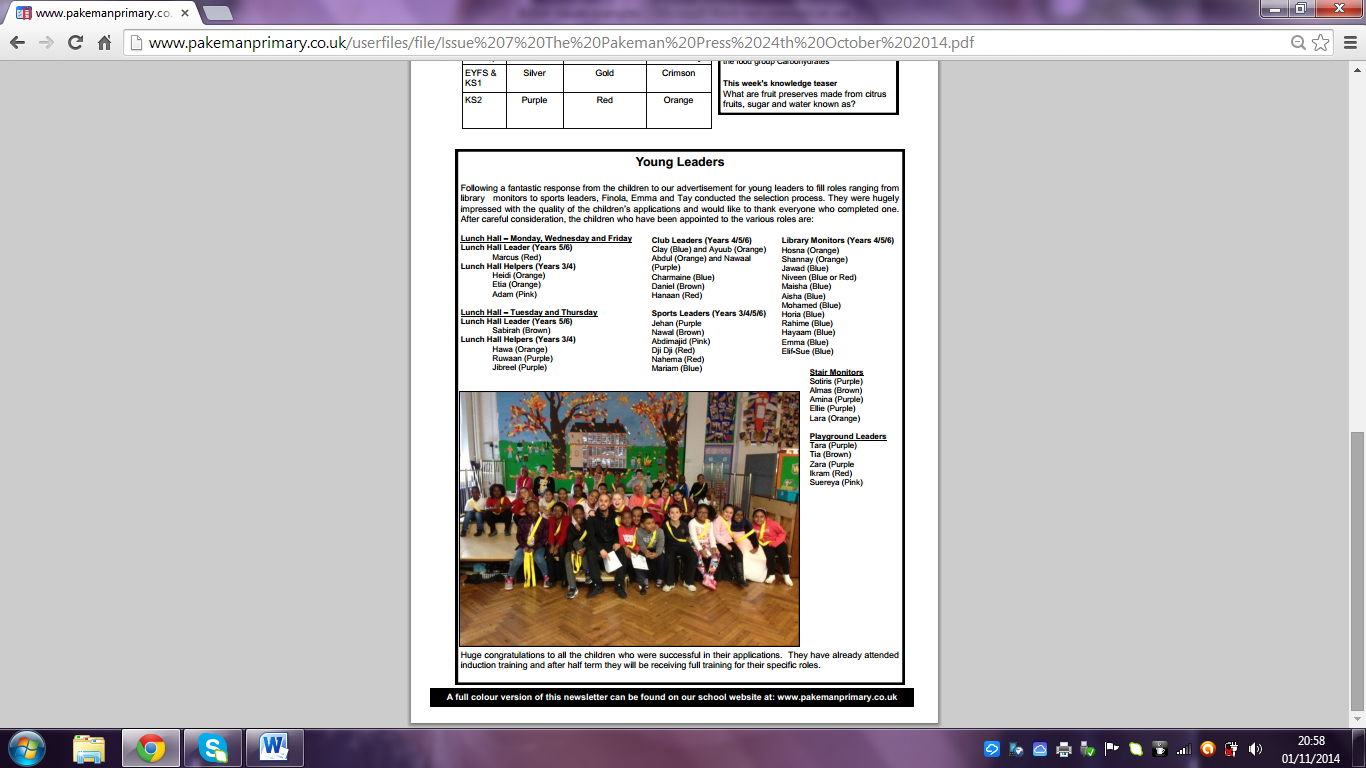 www.pakemanprimary.co.
www.pakemanprimary.co.uk/userfiles/file/Issue%207%20The%20Pakeman%20Press%2024th%20October%202014.pdf
the food group Carbohydrates
EYFS & KS1 Silver Gold Crimson
KS2 Purple Red Orange
This week's knowledge teaser
What are fruit preserves made from citrus
fruits, sugar and water known as?
Young Leaders
Following a fantastic response from the children to our advertisement for young leaders to fill roles ranging from
library monitors to sports leaders, Finola, Emma and Tay conducted the selection process. They were hugely
impressed with the quality of the children's applications and would like to thank everyone who completed one.
After careful consideration, the children who have been appointed to the various roles are:
Lunch Hall – Monday, Wednesday and Friday
Lunch Hall Leader (Years 5/6)
Marcus (Red)
Lunch Hall Helpers (Years 3/4)
Heidi (Orange)
Etia (Orange)
Adam (Pink)
Lunch Hall – Tuesday and Thursday
Lunch Hall Leader (Years 5/6)
Sabirah (Brown)
Lunch Hall Helpers (Years 3/4)
Hawa (Orange)
Ruwaan (Purple)
Jibreel (Purple)
Club Leaders (Years 4/5/6)
Clay (Blue) and Ayuub (Orange)
Abdul (Orange) and Nawaal
(Purple)
Charmaine (Blue)
Daniel (Brown)
Hanaan (Red)
Sports Leaders (Years 3/4/5/6)
Jehan (Purple
Nawal (Brown)
Abdimajid (Pink)
Dji Dji (Red)
Nahema (Red)
Mariam (Blue)
Library Monitors (Years 4/5/6)
Hosna (Orange)
Shannay (Orange)
Jawad (Blue)
Niveen (Blue or Red)
Maisha (Blue)
Aisha (Blue)
Mohamed (Blue)
Horia (Blue)
Rahime (Blue)
Hayaam (Blue)
Emma (Blue)
Elif-Sue (Blue)
Stair Monitors
Sotiris (Purple)
Almas (Brown)
Amina (Purple)
Ellie (Purple)
Lara (Orange)
Playground Leaders
Tara (Purple)
Tia (Brown)
Zara (Purple
Ikram (Red)
Suereya (Pink)
Huge congratulations to all the children who were successful in their applications. They have already attended
induction training and after half term they will be receiving full training for their specific roles.
A full colour version of this newsletter can be found on our school website at: www.pakemanprimary.co.uk
20:58
01/11/2014